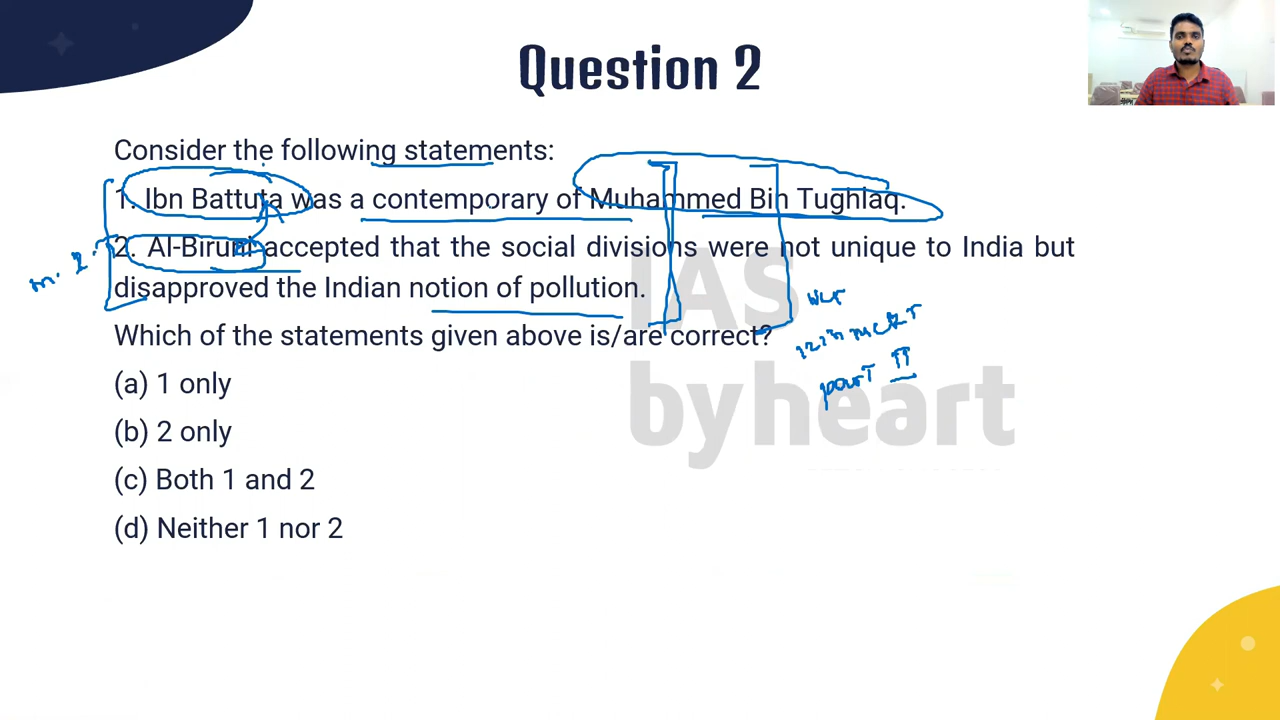 Question 2
Consider the following statements:
1. Ibn Battuta was a contemporary of Muhammed Bin Tughlaq.
2. Al-Biruni accepted that the social divisions were not unique to India but
disapproved the Indian notion of pollution.
Which of the statements given above is/are correct?
(a) 1 only
(b) 2 only
(c) Both 1 and 2
(d) Neither 1 nor 2
IAS
byheart
part II